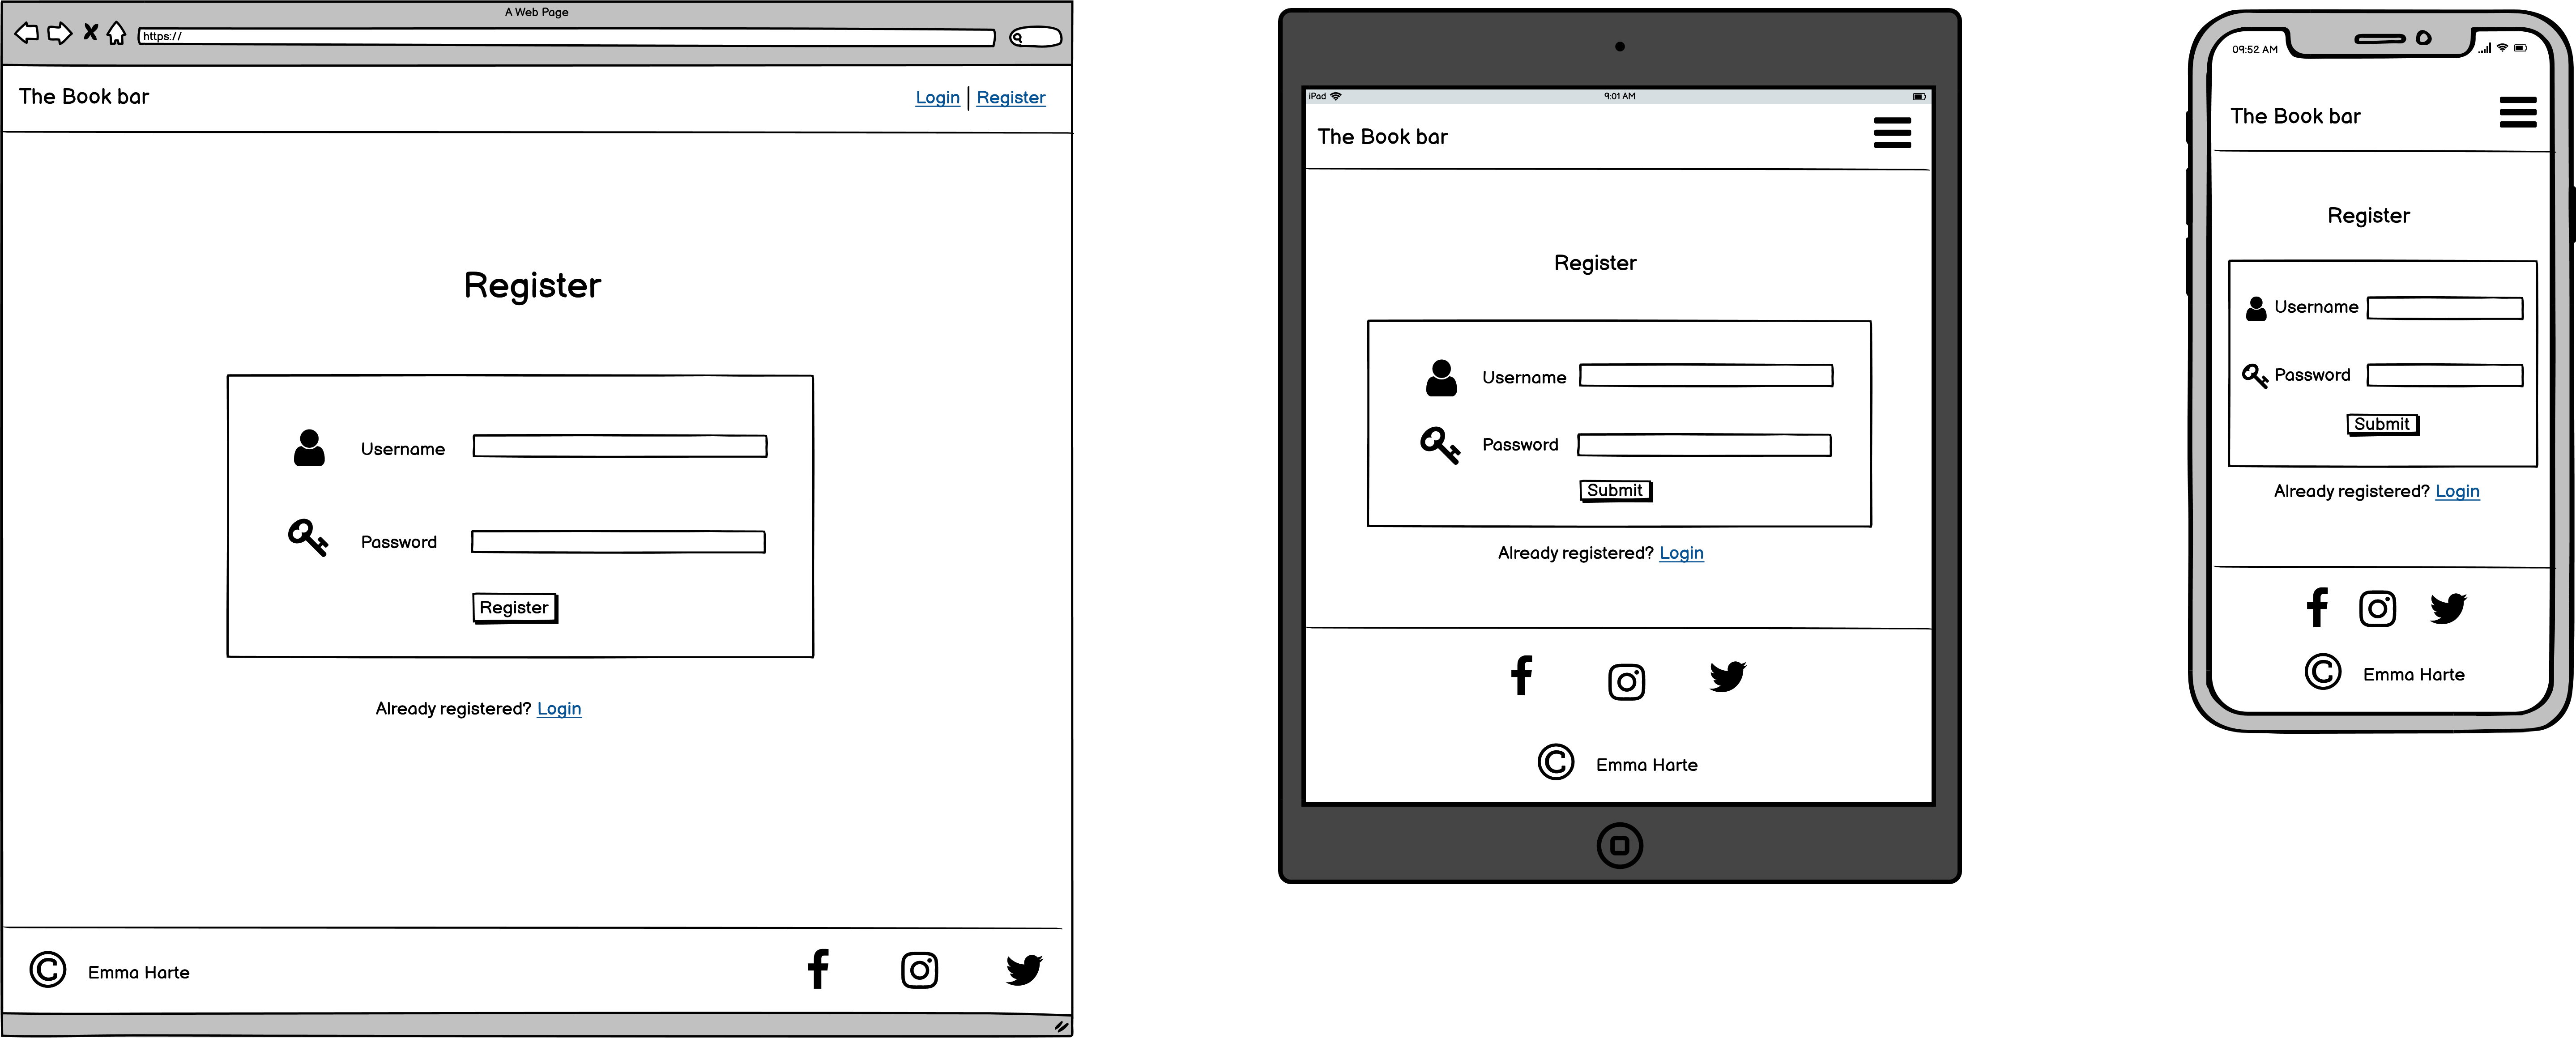 A Web Page
https://
The Book bar
Login | Register
Register
Username
Password
Register
Already registered? Login
© Emma Harte
iPad
9:01 AM
The Book bar
Register
Username
Password
Submit
Already registered? Login
© Emma Harte
09:52 AM
The Book bar
Register
Username
Password
Submit
Already registered? Login
© Emma Harte